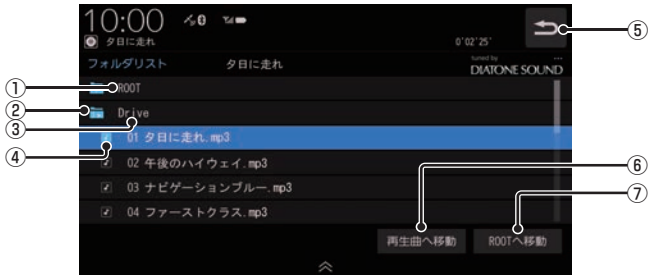 10:00
⑤
夕日に走れ
0'02'25"
フォルダリスト 夕日に走れ
tuned by
DIATONE SOUND
① ROOT
② Drive
③
01 夕日に走れ.mp3
④
02 午後のハイウェイ.mp3
⑥
03 ナビゲーションブルー.mp3
⑦
04 ファーストクラス.mp3
再生曲へ移動 ROOTへ移動